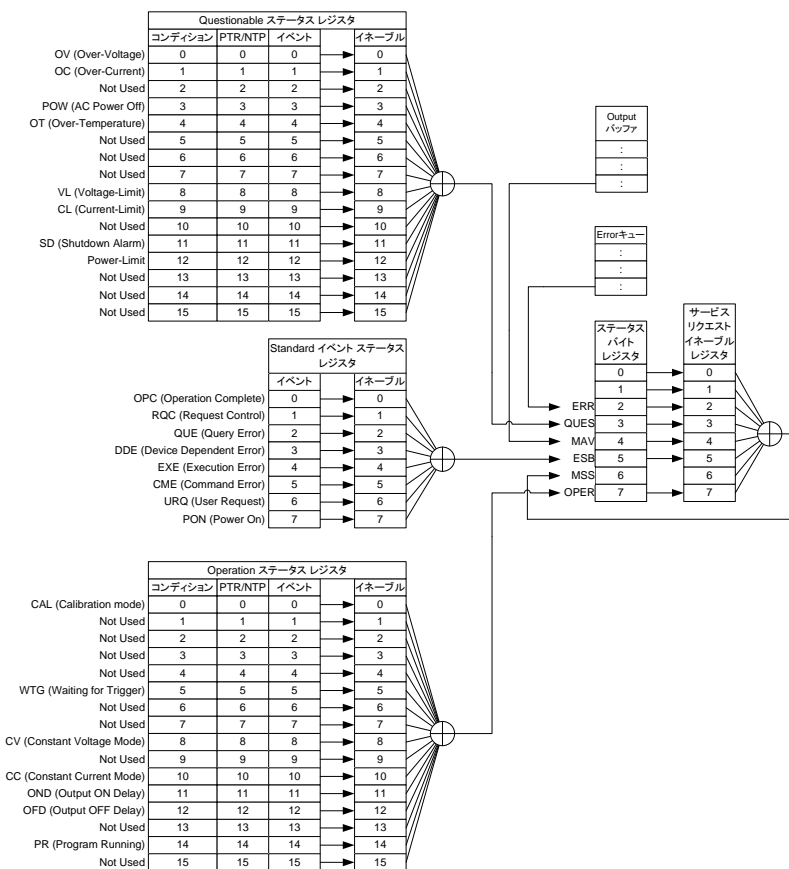 Questionable ステータス レジスタ
コンディション PTR/NTP イベント イネーブル
OV (Over-Voltage) 0 0 0 0
OC (Over-Current) 1 1 1 1
Not Used 2 2 2 2
POW (AC Power Off) 3 3 3 3
OT (Over-Temperature) 4 4 4 4
Not Used 5 5 5 5
Not Used 6 6 6 6
Not Used 7 7 7 7
VL (Voltage-Limit) 8 8 8 8
CL (Current-Limit) 9 9 9 9
Not Used 10 10 10 10
SD (Shutdown Alarm) 11 11 11 11
Power-Limit 12 12 12 12
Not Used 13 13 13 13
Not Used 14 14 14 14
Not Used 15 15 15 15
Output
バッファ
:
:
:
Errorキュー
:
:
:
Standard イベント ステータス
レジスタ
イベント イネーブル
OPC (Operation Complete) 0 0
RQC (Request Control) 1 1
QUE (Query Error) 2 2
DDE (Device Dependent Error) 3 3
EXE (Execution Error) 4 4
CME (Command Error) 5 5
URQ (User Request) 6 6
PON (Power On) 7 7
ステータス
バイト
レジスタ
サービス
リクエスト
イネーブル
レジスタ
0 0
1 1
ERR 2 2
QUES 3 3
MAV 4 4
ESB 5 5
MSS 6 6
OPER 7 7
Operation ステータス レジスタ
コンディション PTR/NTP イベント イネーブル
CAL (Calibration mode) 0 0 0 0
Not Used 1 1 1 1
Not Used 2 2 2 2
Not Used 3 3 3 3
Not Used 4 4 4 4
WTG (Waiting for Trigger) 5 5 5 5
Not Used 6 6 6 6
Not Used 7 7 7 7
CV (Constant Voltage Mode) 8 8 8 8
Not Used 9 9 9 9
CC (Constant Current Mode) 10 10 10 10
OND (Output ON Delay) 11 11 11 11
OFD (Output OFF Delay) 12 12 12 12
Not Used 13 13 13 13
PR (Program Running) 14 14 14 14
Not Used 15 15 15 15